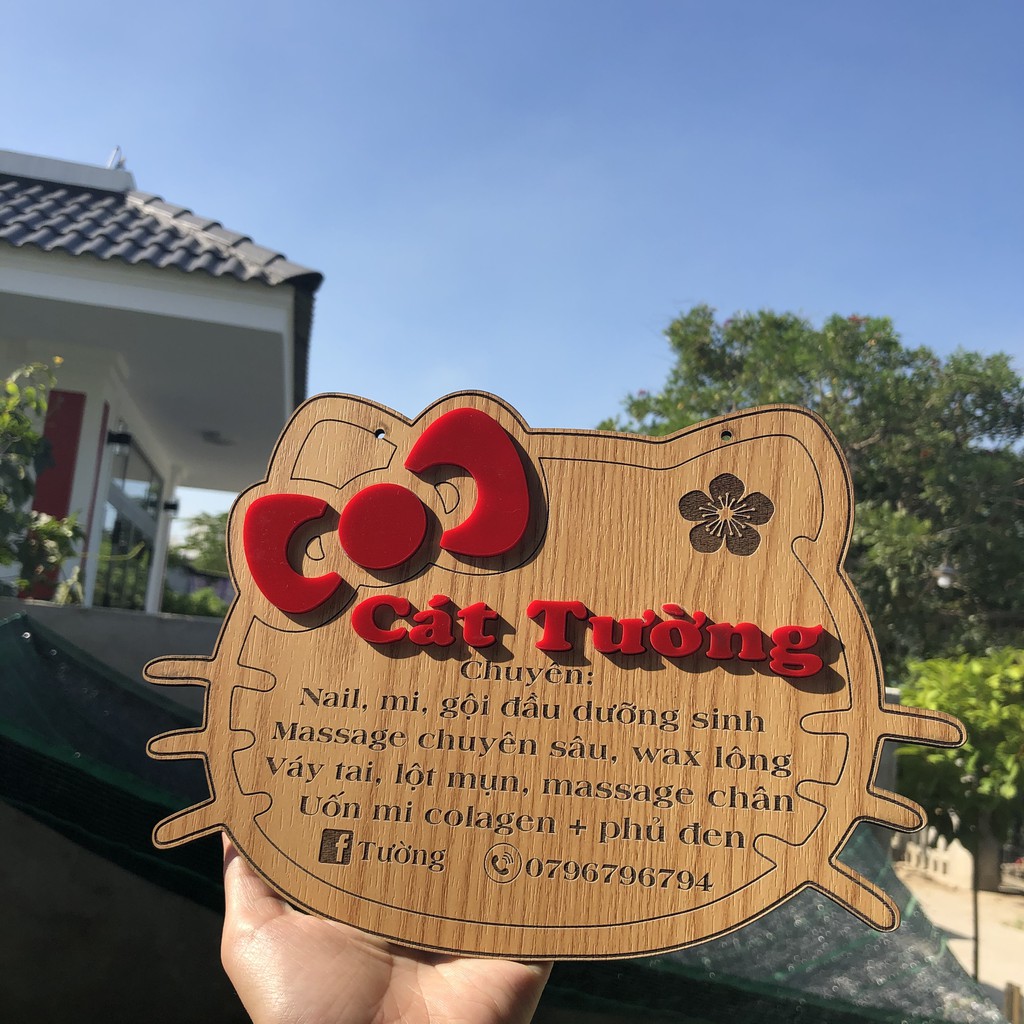 Cát Tường
Chuyên:
Nail, mi, gội đầu dưỡng sinh
Massage chuyên sâu, wax lông
Váy tai, lột mụn, massage chân
Uốn mi colagen + phủ đen
f Tường 0796796794